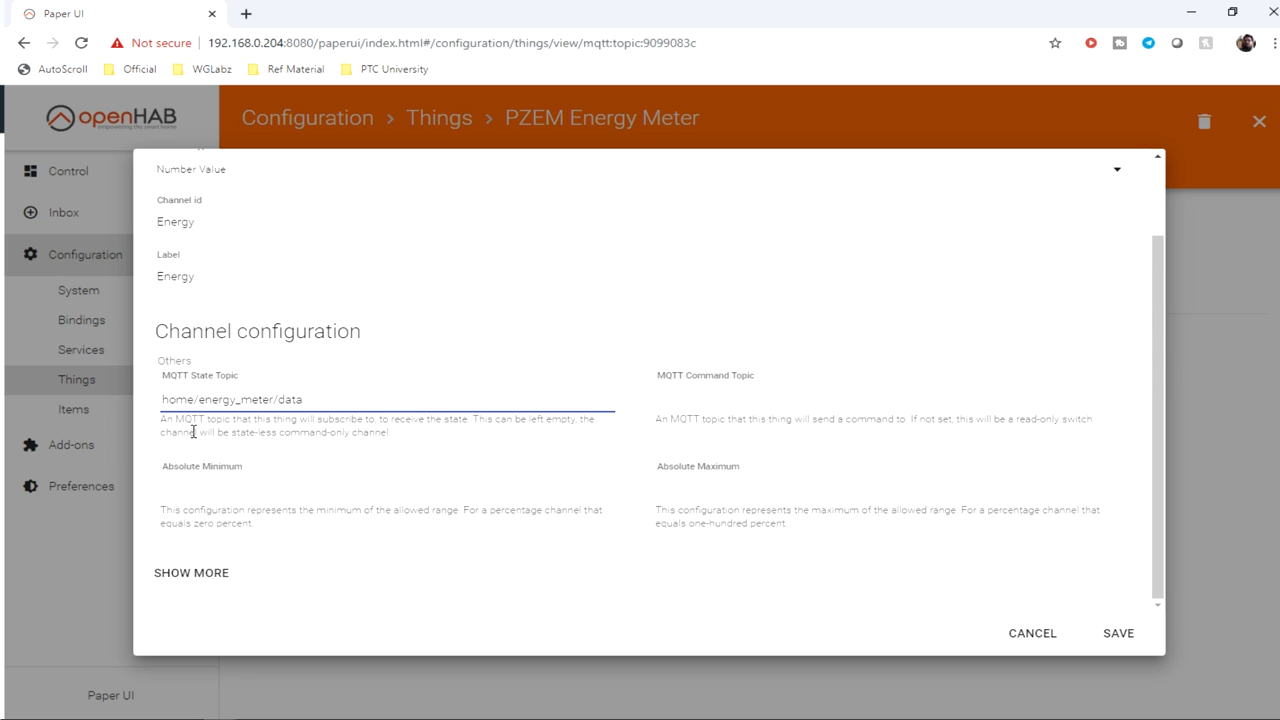 Paper UI
Not secure
192.168.0.204:8080/paperui/index.html#/configuration/things/view/mqtt:topic:9099083c
AutoScroll
Official
WGLabz
Ref Material
PTC University
openHAB
empowering the smart home
Configuration > Things > PZEM Energy Meter
Control
Inbox
Configuration
System
Bindings
Services
Things
Items
Add-ons
Preferences
Paper UI
Number Value
Channel id
Energy
Label
Energy
Channel configuration
Others
MQTT State Topic
home/energy_meter/data
An MQTT topic that this thing will subscribe to, to receive the state. This can be left empty, the
channel will be state-less command-only channel.
MQTT Command Topic
An MQTT topic that this thing will send a command to. If not set, this will be a read-only switch.
Absolute Minimum
This configuration represents the minimum of the allowed range. For a percentage channel that
equals zero percent.
Absolute Maximum
This configuration represents the maximum of the allowed range. For a percentage channel that
equals one-hundred percent.
SHOW MORE
CANCEL
SAVE